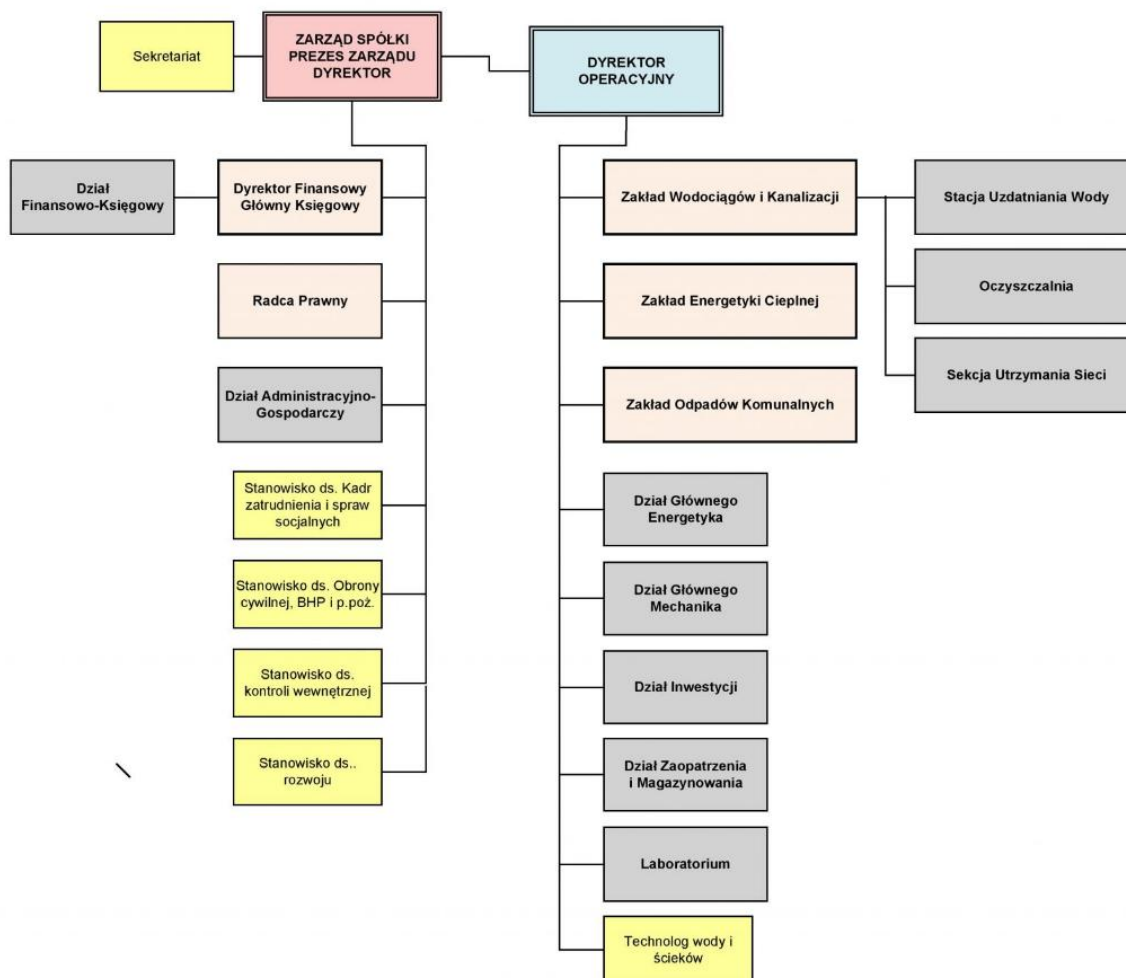 Sekretariat
ZARZĄD SPÓŁKI
PREZES ZARZĄDU
DYREKTOR
DYREKTOR
OPERACYJNY
Dział
Finansowo-Księgowy
Dyrektor Finansowy
Główny Księgowy
Radca Prawny
Dział Administracyjno-
Gospodarczy
Stanowisko ds. Kadr
zatrudnienia i spraw
socjalnych
Stanowisko ds. Obrony
cywilnej, BHP i p.poż.
Stanowisko ds.
kontroli wewnętrznej
Stanowisko ds..
rozwoju
Zakład Wodociągów i Kanalizacji
Zakład Energetyki Cieplnej
Zakład Odpadów Komunalnych
Dział Głównego
Energetyka
Dział Głównego
Mechanika
Dział Inwestycji
Dział Zaopatrzenia
i Magazynowania
Laboratorium
Technolog wody i
ścieków
Stacja Uzdatniania Wody
Oczyszczalnia
Sekcja Utrzymania Sieci